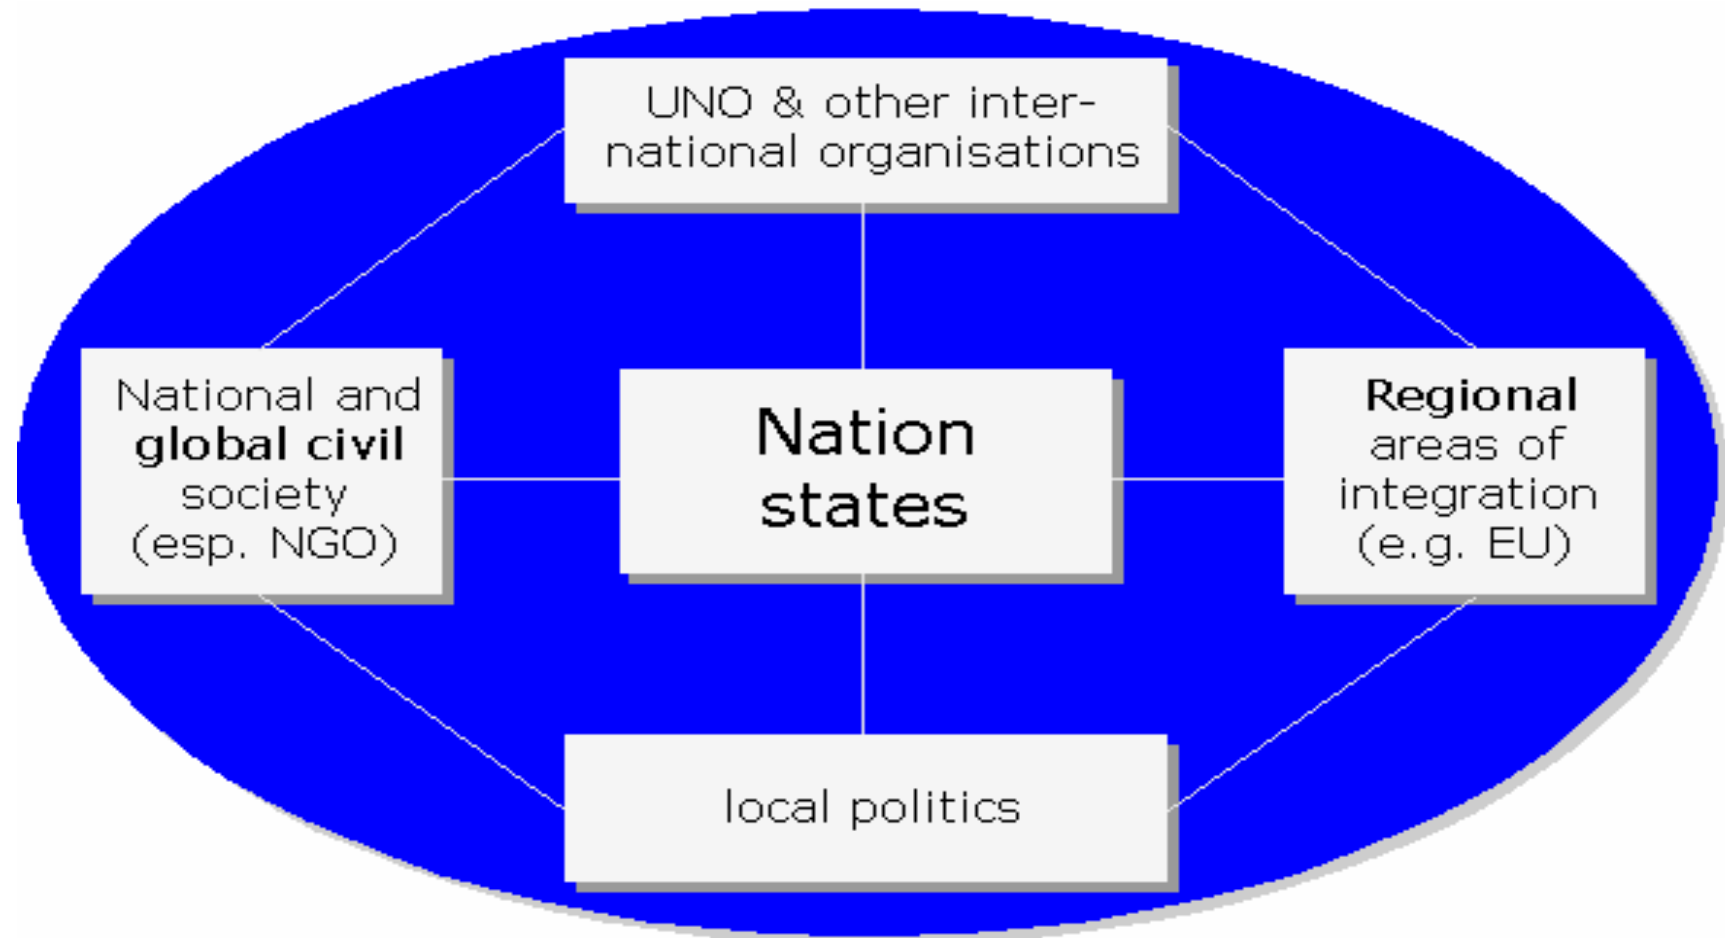 UNO & other inter-
national organisations
National and
global civil
society
(esp. NGO)
Nation
states
Regional
areas of
integration
(e.g. EU)
local politics